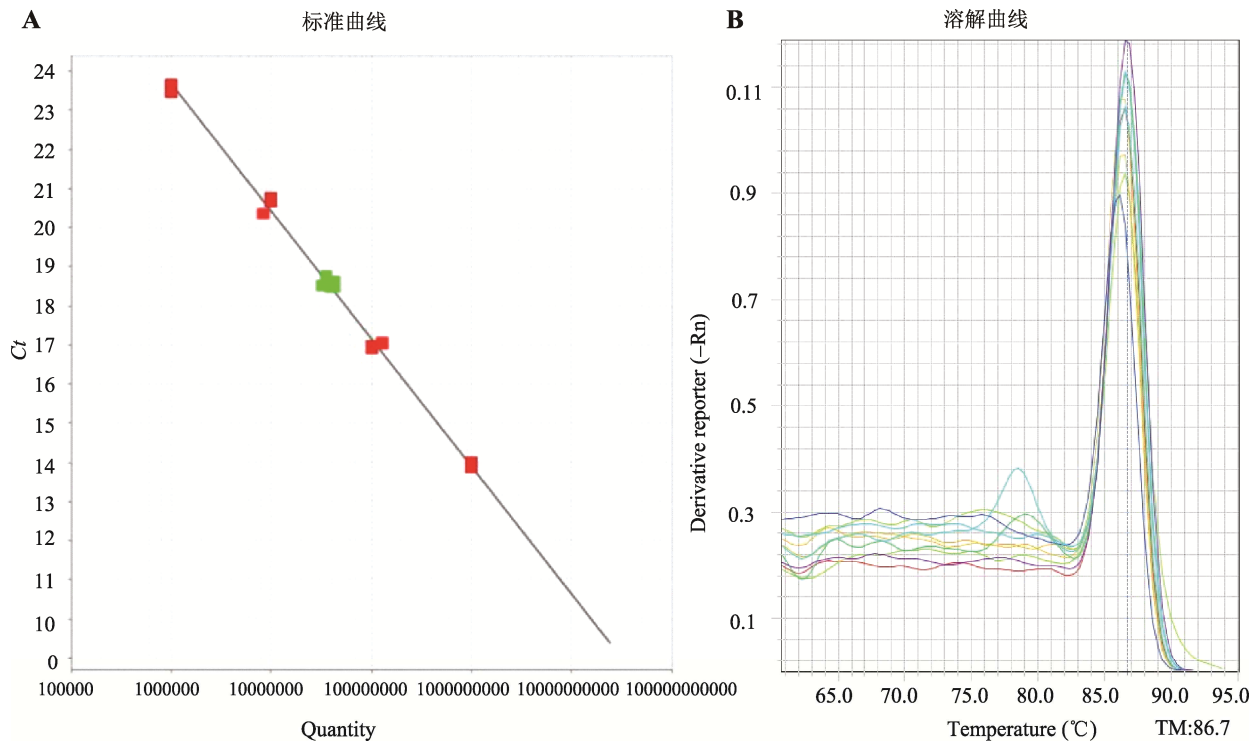 A 标准曲线
24
23
22
21
20
19
18
17
16
15
14
13
12
11
10
0
Ct
100000 1000000 10000000 100000000 1000000000 10000000000 100000000000
Quantity
B 溶解曲线
0.11
0.9
0.7
0.5
0.3
0.1
Derivative reporter (−Rn)
65.0 70.0 75.0 80.0 85.0 90.0 95.0
Temperature (℃) TM:86.7